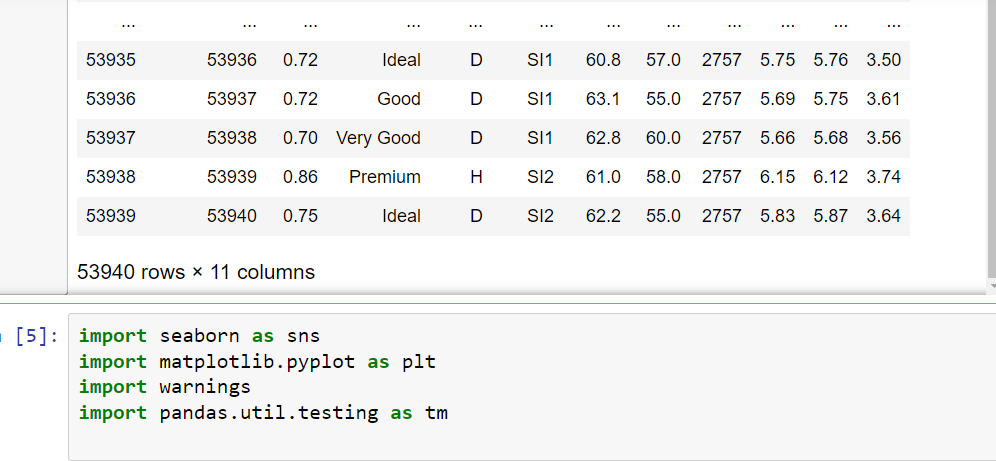 ... ... ... ... ... ... ... ... ... ... ... ...
53935 53936 0.72 Ideal D SI1 60.8 57.0 2757 5.75 5.76 3.50
53936 53937 0.72 Good D SI1 63.1 55.0 2757 5.69 5.75 3.61
53937 53938 0.70 Very Good D SI1 62.8 60.0 2757 5.66 5.68 3.56
53938 53939 0.86 Premium H SI2 61.0 58.0 2757 6.15 6.12 3.74
53939 53940 0.75 Ideal D SI2 62.2 55.0 2757 5.83 5.87 3.64
53940 rows × 11 columns
[5]: import seaborn as sns
import matplotlib.pyplot as plt
import warnings
import pandas.util.testing as tm